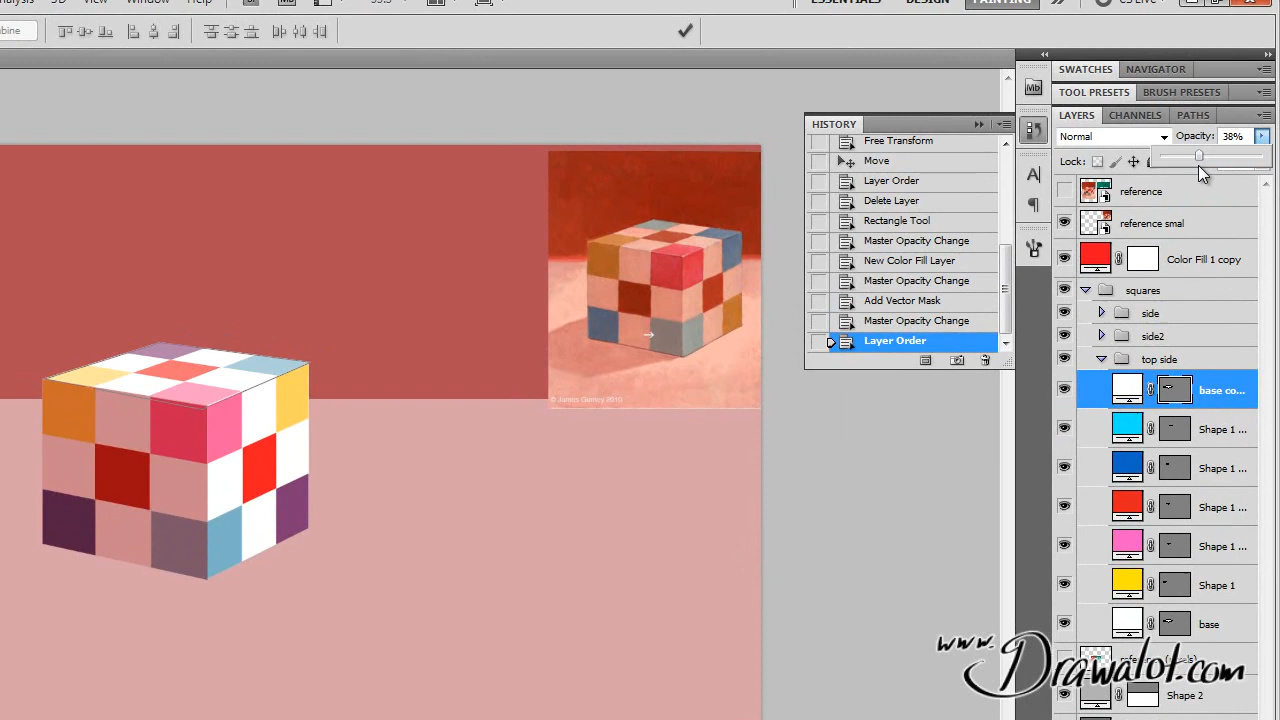 nalysis 3D View Window Help
ESSENTIALS DESIGN PAINTING CS Live
bine
SWATCHES NAVIGATOR
TOOL PRESETS BRUSH PRESETS
LAYERS CHANNELS PATHS
Normal Opacity: 38%
Lock:
HISTORY
Free Transform
Move
Layer Order
Delete Layer
Rectangle Tool
Master Opacity Change
New Color Fill Layer
Master Opacity Change
Add Vector Mask
Master Opacity Change
Layer Order
reference
reference smal
Color Fill 1 copy
squares
side
side2
top side
base co...
Shape 1 ...
Shape 1 ...
Shape 1 ...
Shape 1 ...
Shape 1
base
Shape 2
Mb
© James Gurney 2010
www.Drawalot.com